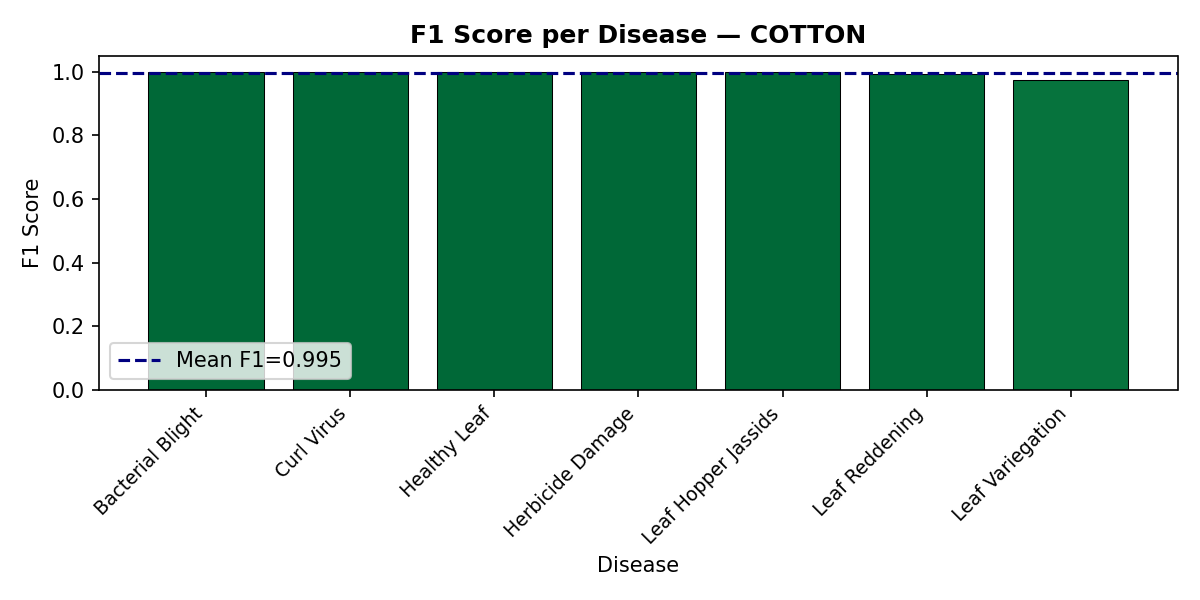 F1 Score per Disease — COTTON
F1 Score
1.0
0.8
0.6
0.4
0.2
0.0
Mean F1=0.995
Bacterial Blight
Curl Virus
Healthy Leaf
Herbicide Damage
Leaf Hopper Jassids
Leaf Reddening
Leaf Variegation
Disease